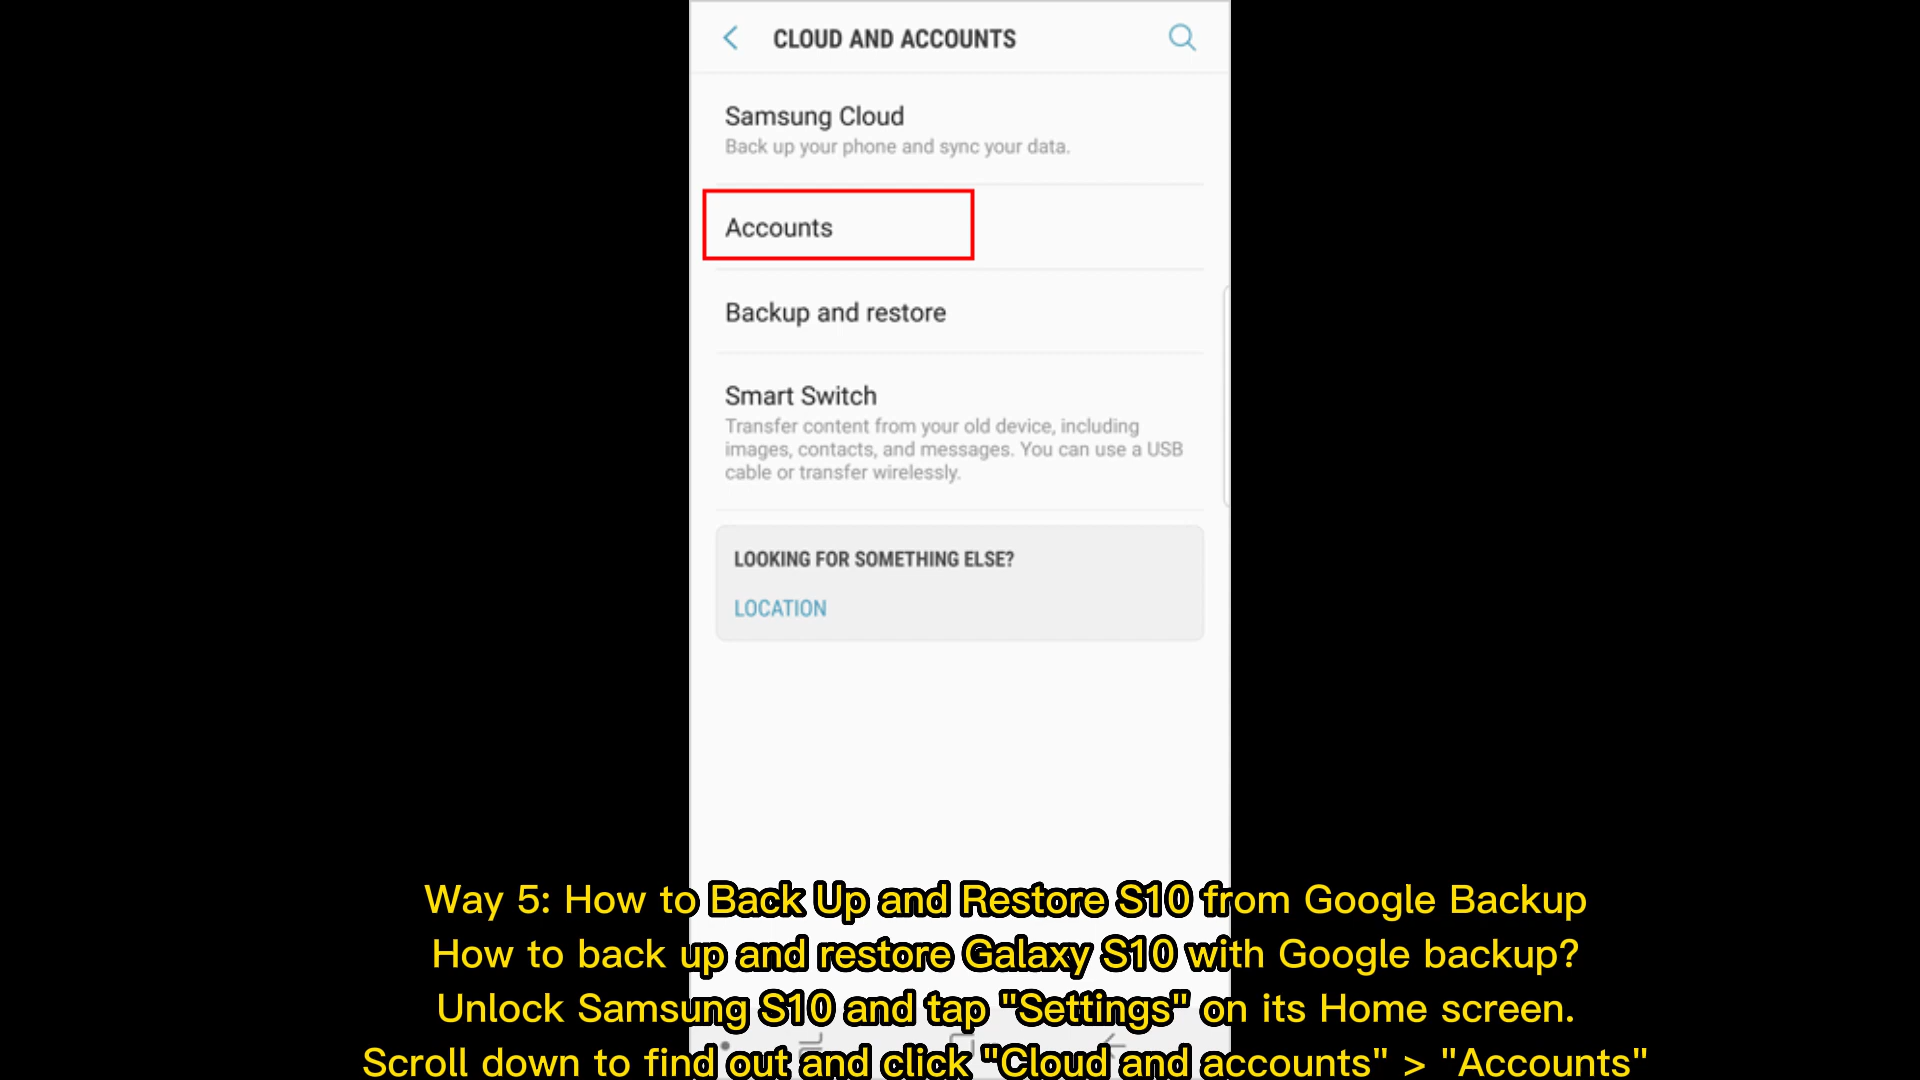 CLOUD AND ACCOUNTS
Samsung Cloud
Back up your phone and sync your data.
Accounts
Backup and restore
Smart Switch
Transfer content from your old device, including
images, contacts, and messages. You can use a USB
cable or transfer wirelessly.
LOOKING FOR SOMETHING ELSE?
LOCATION
Way 5: How to Back Up and Restore S10 from Google Backup
How to back up and restore Galaxy S10 with Google backup?
Unlock Samsung S10 and tap "Settings" on its Home screen.
Scroll down to find out and click "Cloud and accounts" > "Accounts"